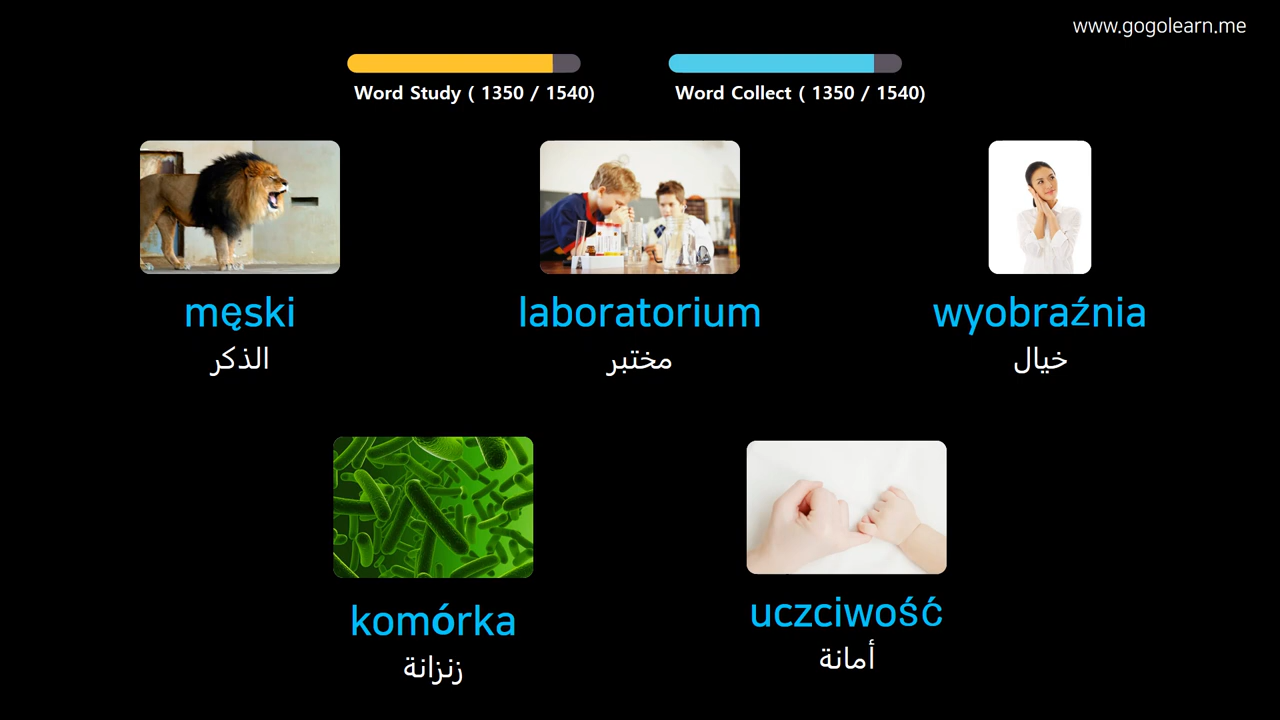 www.gogolearn.me
Word Study ( 1350 / 1540)
Word Collect ( 1350 / 1540)
męski
الذكر
laboratorium
مختبر
wyobraźnia
خيال
komórka
زنزانة
uczciwość
أمانة